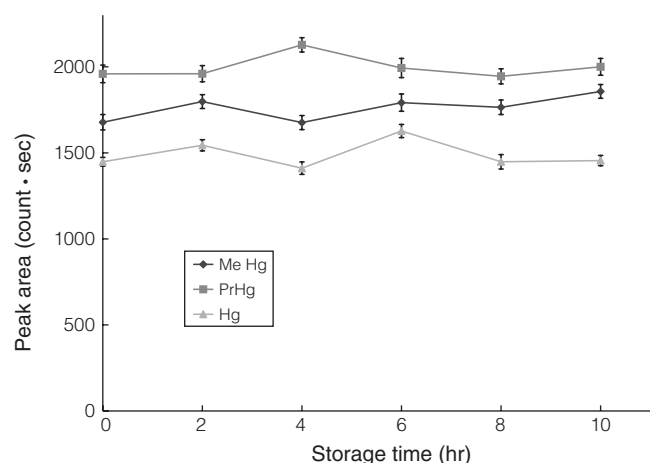 Peak area (count • sec)
2000
1500
1000
500
0
Me Hg
PrHg
Hg
0 2 4 6 8 10
Storage time (hr)